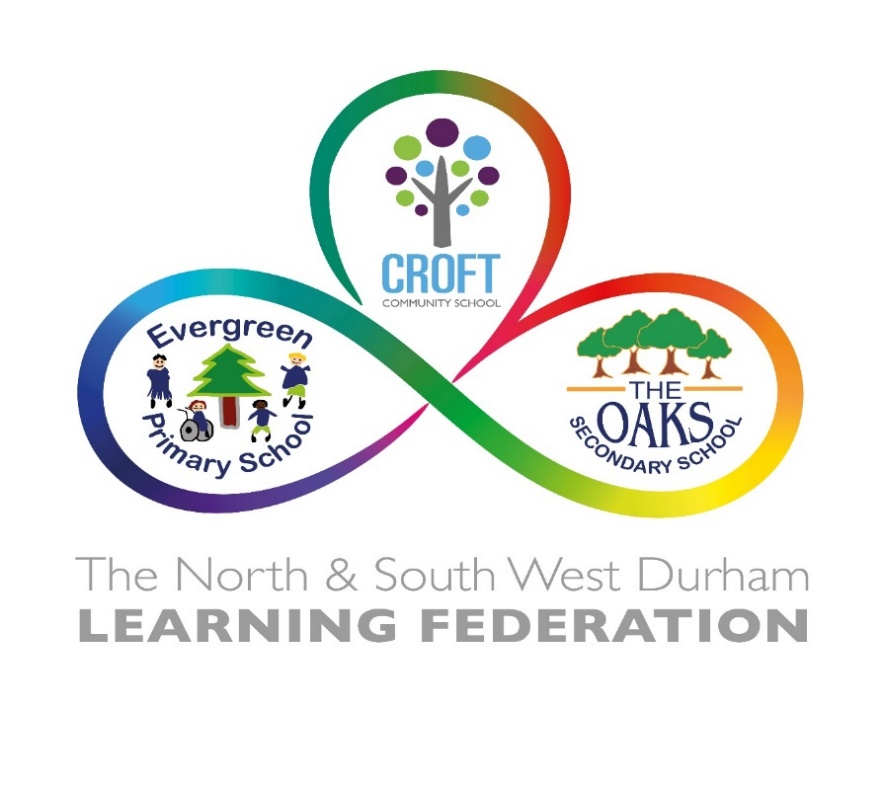 CROFT
COMMUNITY SCHOOL
Evergreen
Primary School
THE
OAKS
SECONDARY SCHOOL
The North & South West Durham
LEARNING FEDERATION